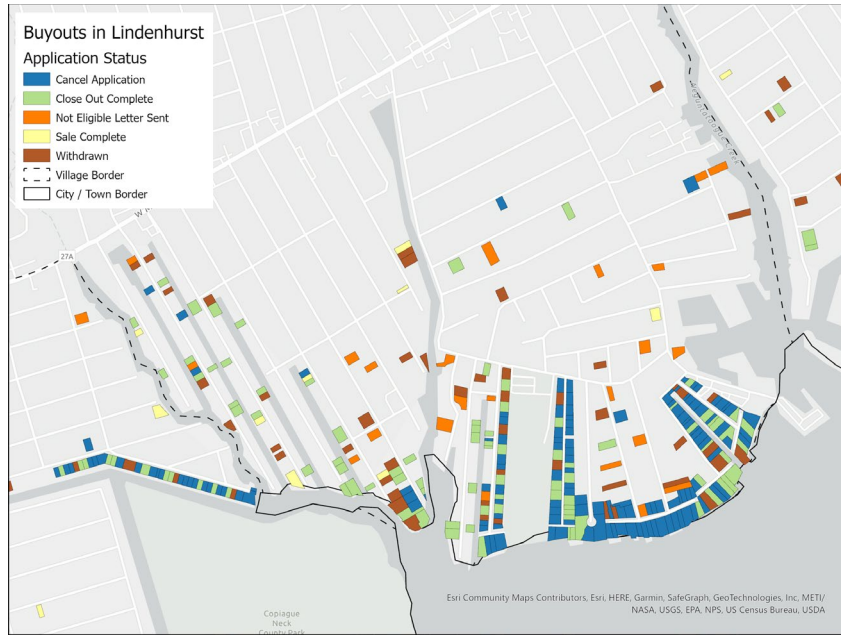 Buyouts in Lindenhurst
Application Status
Cancel Application
Close Out Complete
Not Eligible Letter Sent
Sale Complete
Withdrawn
Village Border
City / Town Border
27A
Copiague
Neck
County Park
Esri Community Maps Contributors, Esri, HERE, Garmin, SafeGraph, GeoTechnologies, Inc, METI/
NASA, USGS, EPA, NPS, US Census Bureau, USDA